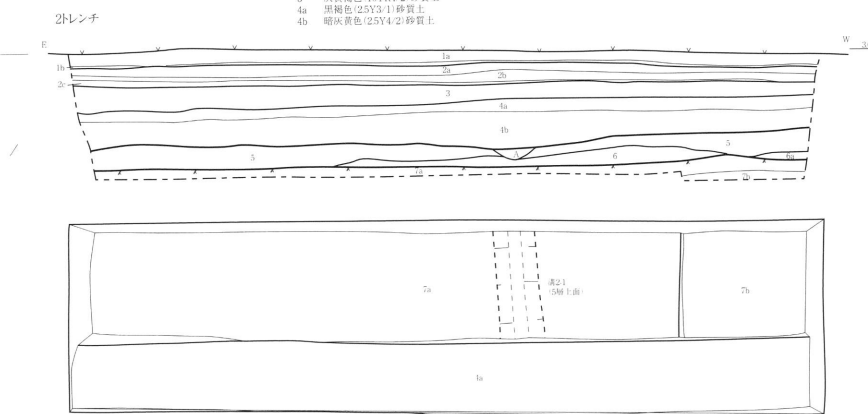 4a 黒褐色(2.5Y3/1)砂質土
4b 暗灰黄色(2.5Y4/2)砂質土
2トレンチ
E
W
3
1a
1b
2a
2b
2c
3
4a
4b
5
A
5
6
6a
7a
7b
7a
溝2-1
(5層上面)
7b
4a